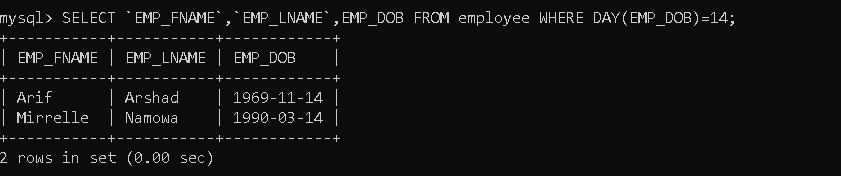 mysql> SELECT `EMP_FNAME`,`EMP_LNAME`,EMP_DOB FROM employee WHERE DAY(EMP_DOB)=14;
+-----------+-----------+------------+
| EMP_FNAME | EMP_LNAME | EMP_DOB    |
+-----------+-----------+------------+
| Arif      | Arshad    | 1969-11-14 |
| Mirrelle  | Namowa    | 1990-03-14 |
+-----------+-----------+------------+
2 rows in set (0.00 sec)